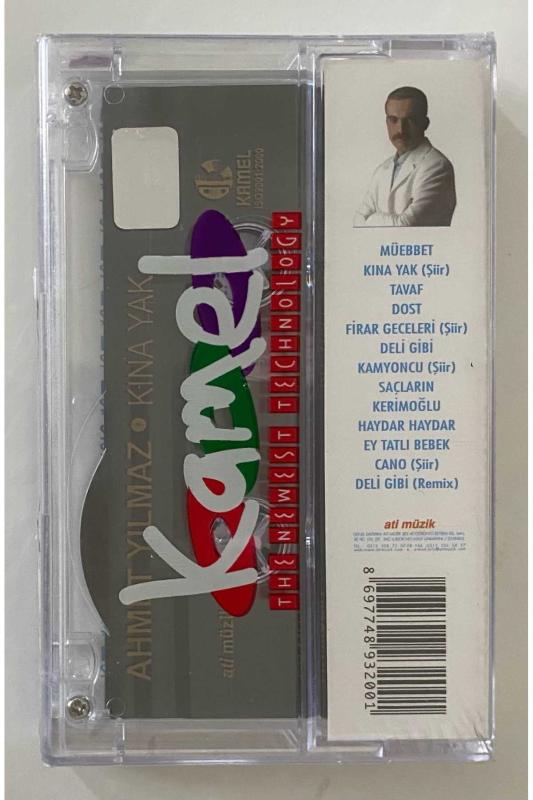 AHMET YILMAZ • KINA YAK
ati müzik
Kamel
THE NEWEST TECHNOLOGY
KAMEL
ISO9001:2000
MÜEBBET
KINA YAK (Şiir)
TAVAF
DOST
FİRAR GECELERİ (Şiir)
DELİ GİBİ
KAMYONCU (Şiir)
SAÇLARIN
KERİMOĞLU
HAYDAR HAYDAR
EY TATLI BEBEK
CANO (Şiir)
DELİ GİBİ (Remix)
ati müzik
8 697748 932001